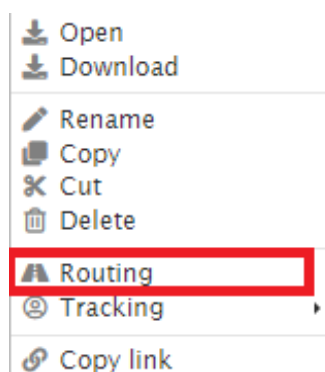 Open
Download
Rename
Copy
Cut
Delete
Routing
Tracking
Copy link